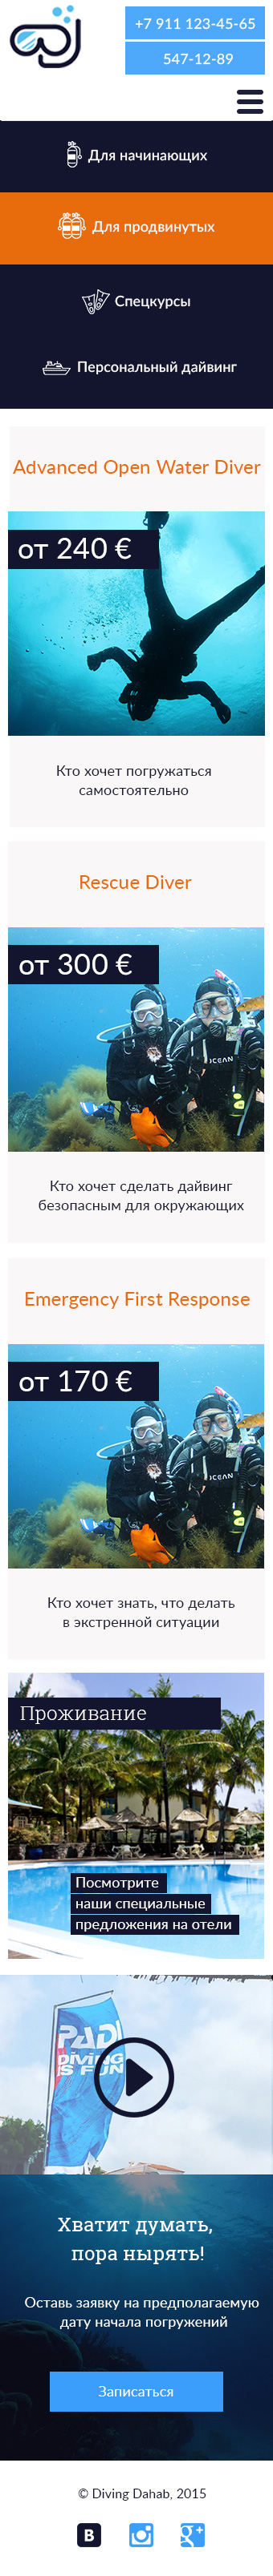 +7 911 123-45-65
547-12-89
Для начинающих
Для продвинутых
Спецкурсы
Персональный дайвинг
Advanced Open Water Diver
от 240 €
Кто хочет погружаться
самостоятельно
Rescue Diver
от 300 €
OCEAN
Кто хочет сделать дайвинг
безопасным для окружающих
Emergency First Response
от 170 €
OCEAN
Кто хочет знать, что делать
в экстренной ситуации
Проживание
Посмотрите
наши специальные
предложения на отели
PADI
DIVING
IS FUN
Хватит думать,
пора нырять!
Оставь заявку на предполагаемую
дату начала погружений
Записаться
© Diving Dahab, 2015
B
g+